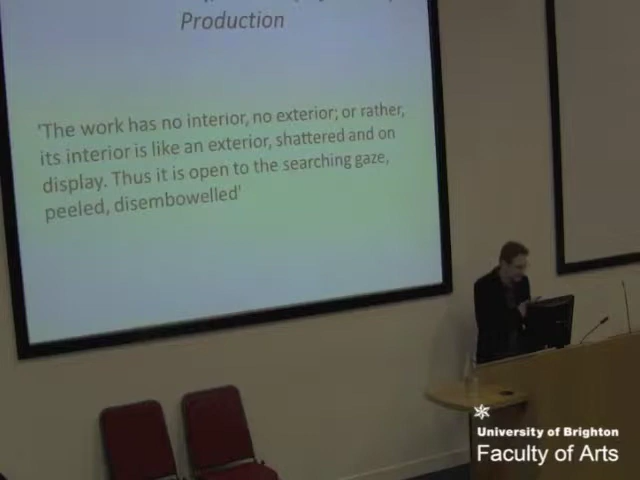 Production
'The work has no interior, no exterior; or rather,
its interior is like an exterior, shattered and on
display. Thus it is open to the searching gaze,
peeled, disembowelled'
University of Brighton
Faculty of Arts